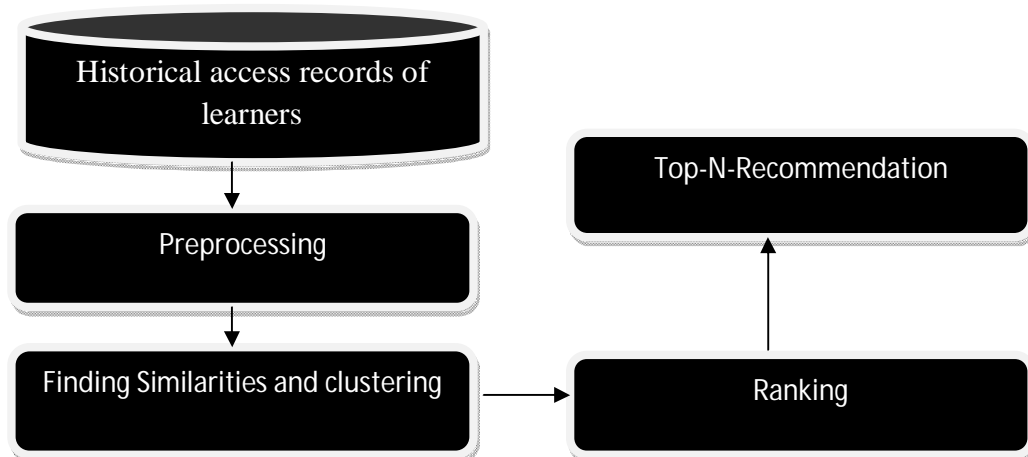 Historical access records of
learners
Preprocessing
Finding Similarities and clustering
Ranking
Top-N-Recommendation